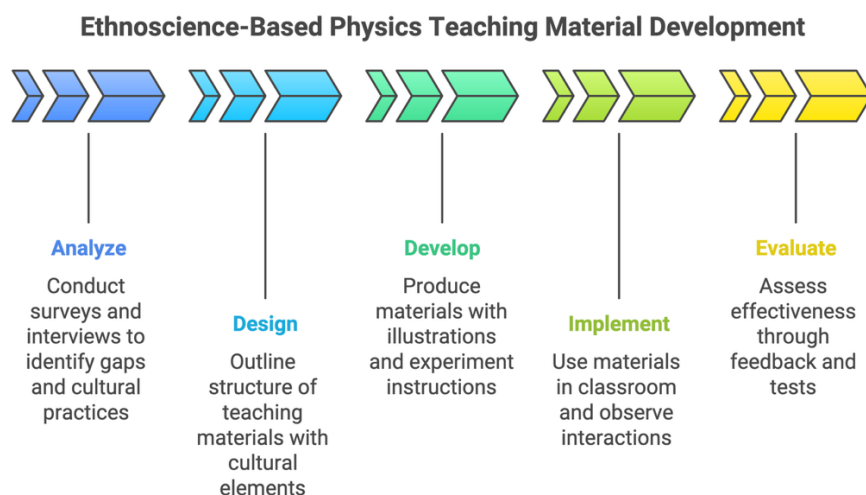 Ethnoscience-Based Physics Teaching Material Development
Analyze
Conduct
surveys and
interviews to
identify gaps
and cultural
practices
Design
Outline
structure of
teaching
materials with
cultural
elements
Develop
Produce
materials with
illustrations
and experiment
instructions
Implement
Use materials
in classroom
and observe
interactions
Evaluate
Assess
effectiveness
through
feedback and
tests